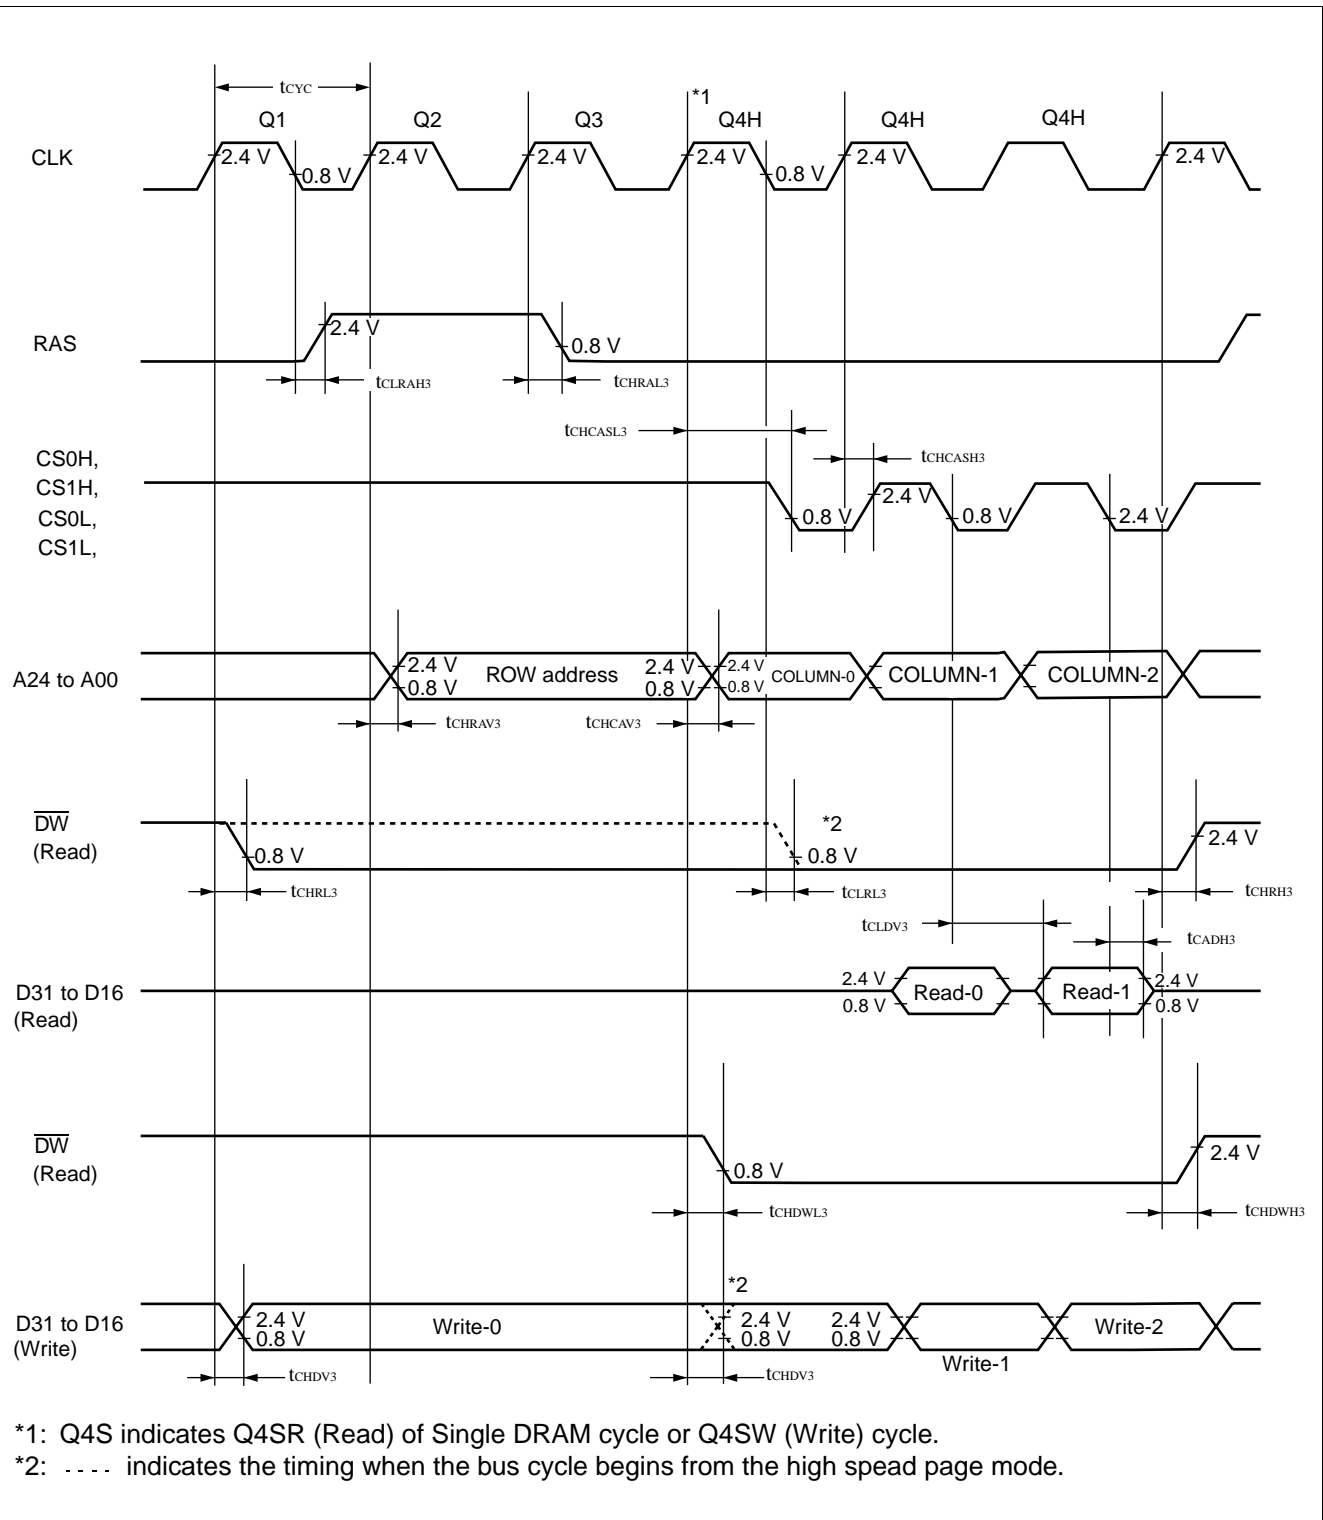 tCYC
*1
Q1 Q2 Q3 Q4H Q4H Q4H
CLK
2.4 V 0.8 V 2.4 V 2.4 V 2.4 V 0.8 V 2.4 V 2.4 V
RAS
2.4 V 0.8 V
tCLRAH3 tCHRAL3
tCHCASL3
tCHCASH3
CS0H,
CS1H,
CS0L,
CS1L,
2.4 V
0.8 V 0.8 V 2.4 V
A24 to A00
2.4 V ROW address 2.4 V 2.4 V COLUMN-0 COLUMN-1 COLUMN-2
0.8 V 0.8 V 0.8 V
tCHRAV3 tCHCAV3
DW
(Read)
*2
0.8 V 0.8 V 2.4 V
tCHRL3 tCLRL3 tCHRH3
tCLDV3
tCADH3
D31 to D16
(Read)
2.4 V Read-0 Read-1 2.4 V
0.8 V 0.8 V
DW
(Read)
0.8 V 2.4 V
tCHDWL3 tCHDWH3
*2
D31 to D16
(Write)
2.4 V Write-0 2.4 V 2.4 V Write-2
0.8 V 0.8 V 0.8 V
Write-1
tCHDV3 tCHDV3
*1: Q4S indicates Q4SR (Read) of Single DRAM cycle or Q4SW (Write) cycle.
*2: ---- indicates the timing when the bus cycle begins from the high spead page mode.